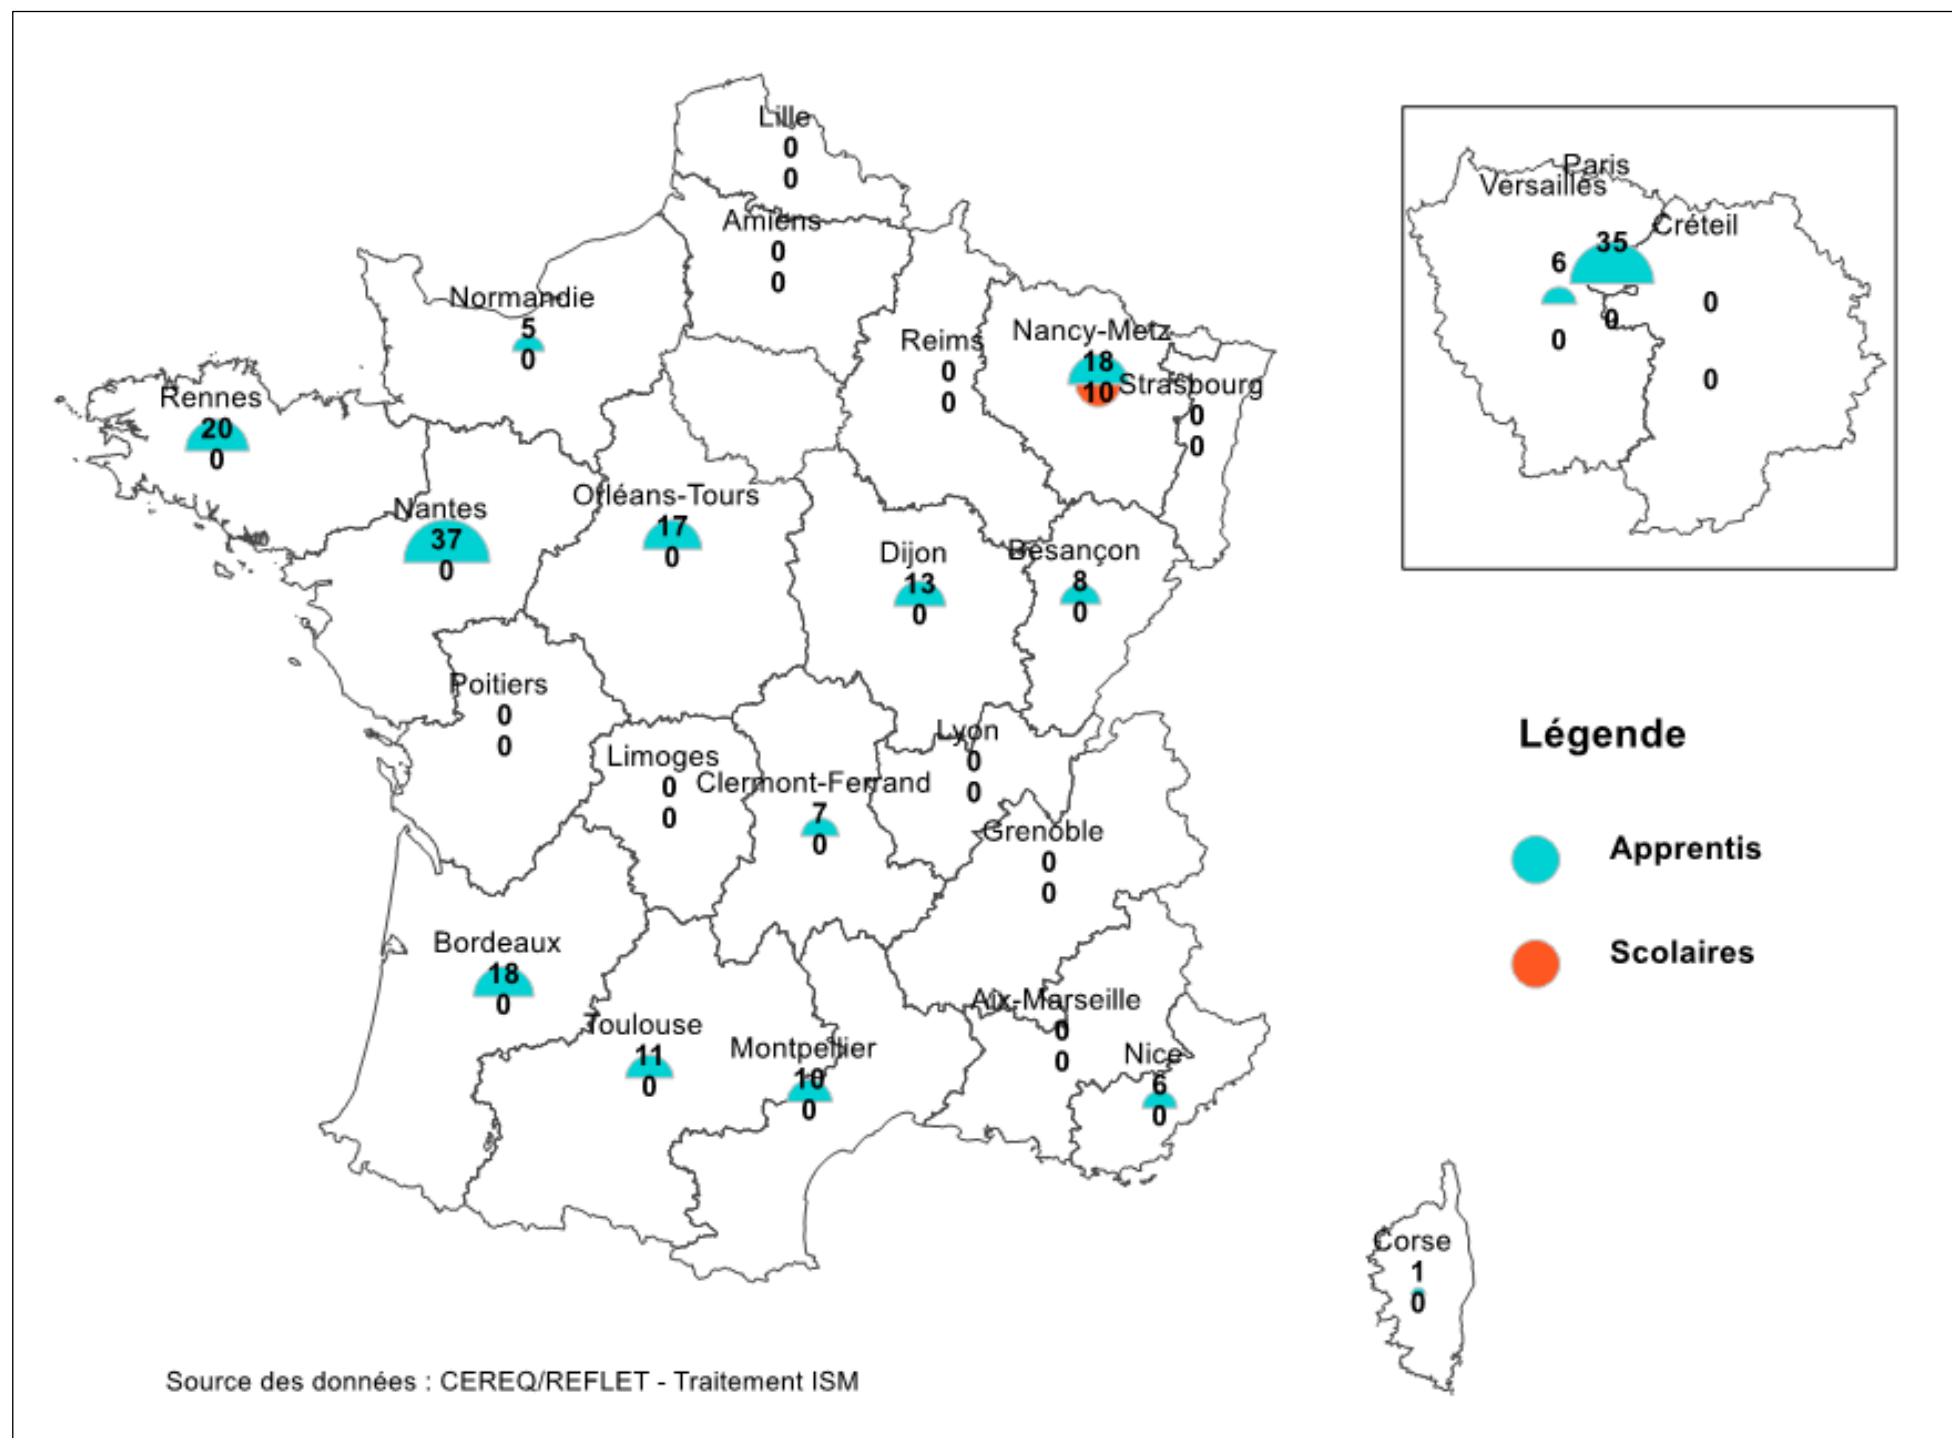 Lille
0
0
Amiens
0
0
Normandie
5
0
Reims
0
0
Nancy-Metz
18
10
Strasbourg
0
0
Rennes
20
0
Nantes
37
0
Orléans-Tours
17
0
Dijon
13
0
Besançon
8
0
Poitiers
0
0
Limoges
0
0
Clermont-Ferrand
7
0
Lyon
0
0
Grenoble
0
0
Bordeaux
18
0
Toulouse
11
0
Montpellier
10
0
Aix-Marseille
0
0
Nice
6
0
Corse
1
0
Paris
35
0
Versailles
6
0
Créteil
0
0
Légende
Apprentis
Scolaires
Source des données : CEREQ/REFLET - Traitement ISM